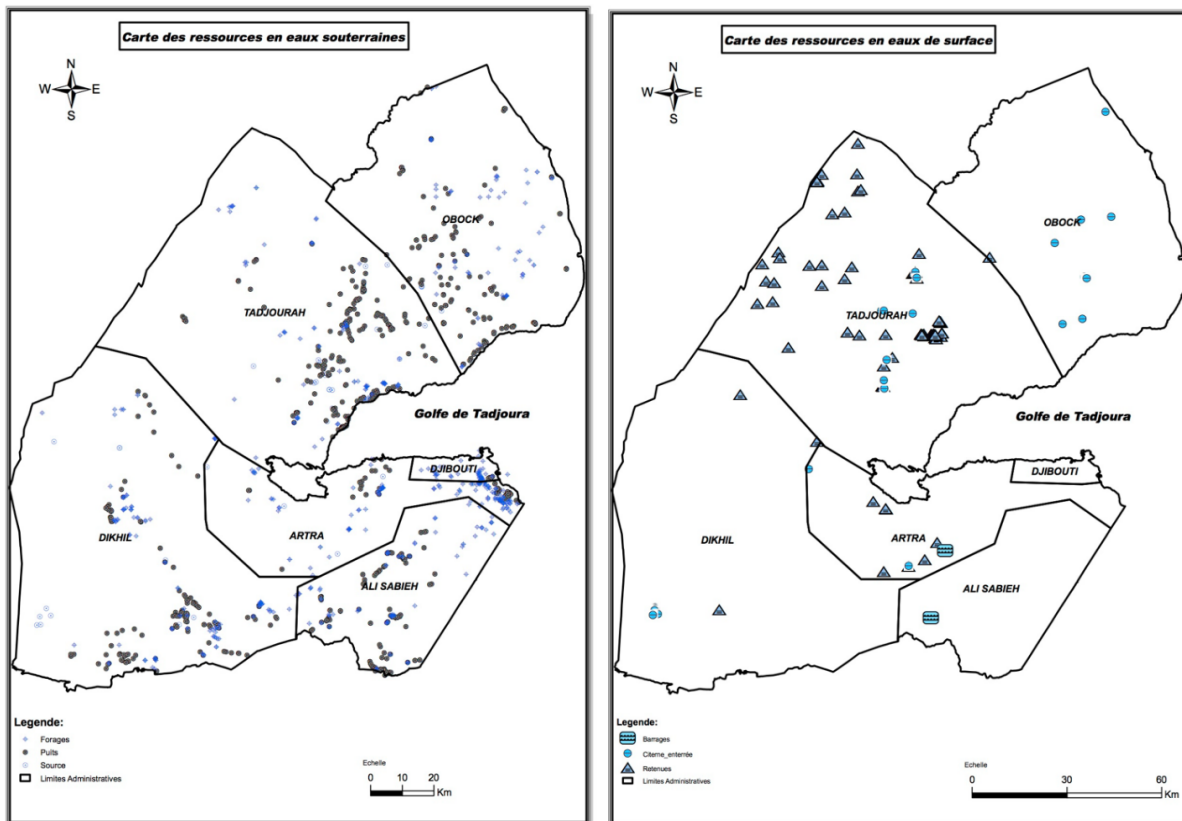 Carte des ressources en eaux souterraines
N
W E
S
OBOCK
TADJOURAH
Golfe de Tadjoura
DJIBOUTI
ARTRA
DIKHIL
ALI SABIEH
Legende:
Forages
Puits
Source
Limites Administratives
Echelle
0 10 20
Km
Carte des ressources en eaux de surface
N
W E
S
OBOCK
TADJOURAH
Golfe de Tadjoura
DJIBOUTI
ARTRA
DIKHIL
ALI SABIEH
Legende:
Barrages
Citerne_enterrée
Retenues
Limites Administratives
Echelle
0 30 60
Km